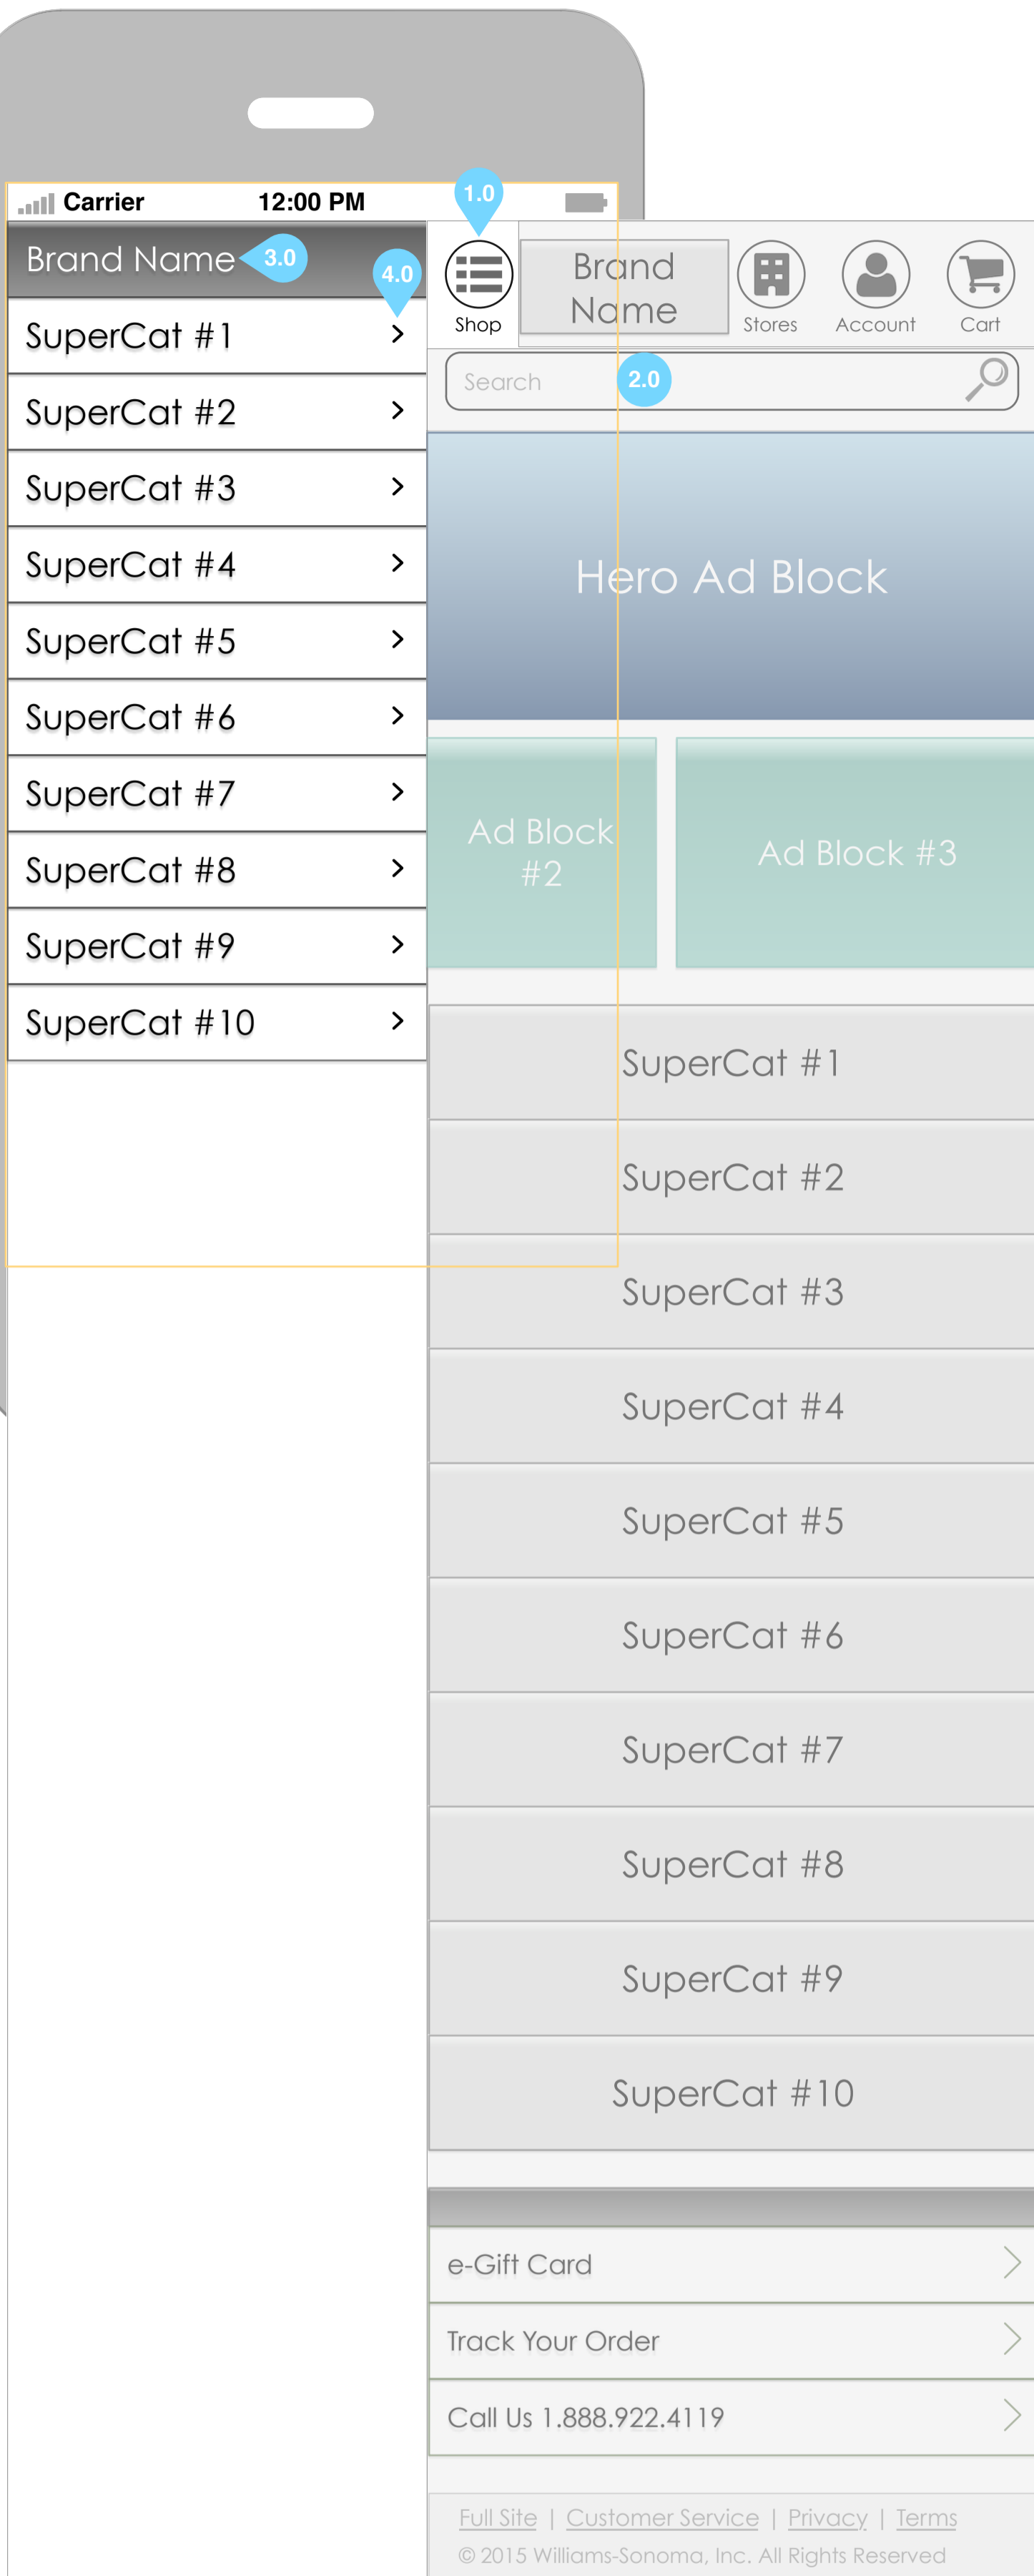 Carrier 12:00 PM
1.0
Brand Name
3.0
4.0
SuperCat #1
SuperCat #2
SuperCat #3
SuperCat #4
SuperCat #5
SuperCat #6
SuperCat #7
SuperCat #8
SuperCat #9
SuperCat #10
Shop
Brand
Name
Stores
Account
Cart
Search
2.0
Hero Ad Block
Ad Block
#2
Ad Block #3
SuperCat #1
SuperCat #2
SuperCat #3
SuperCat #4
SuperCat #5
SuperCat #6
SuperCat #7
SuperCat #8
SuperCat #9
SuperCat #10
e-Gift Card
Track Your Order
Call Us 1.888.922.4119
Full Site | Customer Service | Privacy | Terms
© 2015 Williams-Sonoma, Inc. All Rights Reserved